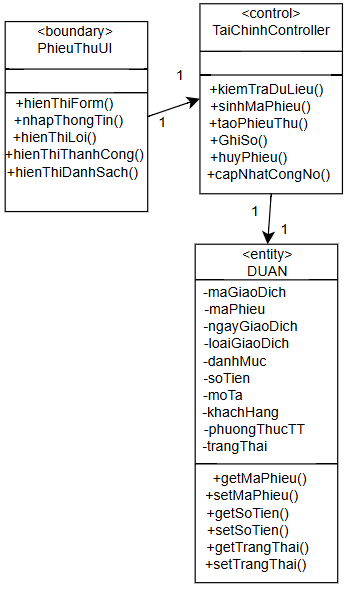 <boundary>
PhieuThuUI
+hienThiForm()
+nhapThongTin()
+hienThiLoi()
+hienThiThanhCong()
+hienThiDanhSach()
1
1
<control>
TaiChinhController
+kiemTraDuLieu()
+sinhMaPhieu()
+taoPhieuThu()
+GhiSo()
+huyPhieu()
+capNhatCongNo()
1
1
<entity>
DUAN
-maGiaoDich
-maPhieu
-ngayGiaoDich
-loaiGiaoDich
-danhMuc
-soTien
-moTa
-khachHang
-phuongThucTT
-trangThai
+getMaPhieu()
+setMaPhieu()
+getSoTien()
+setSoTien()
+getTrangThai()
+setTrangThai()